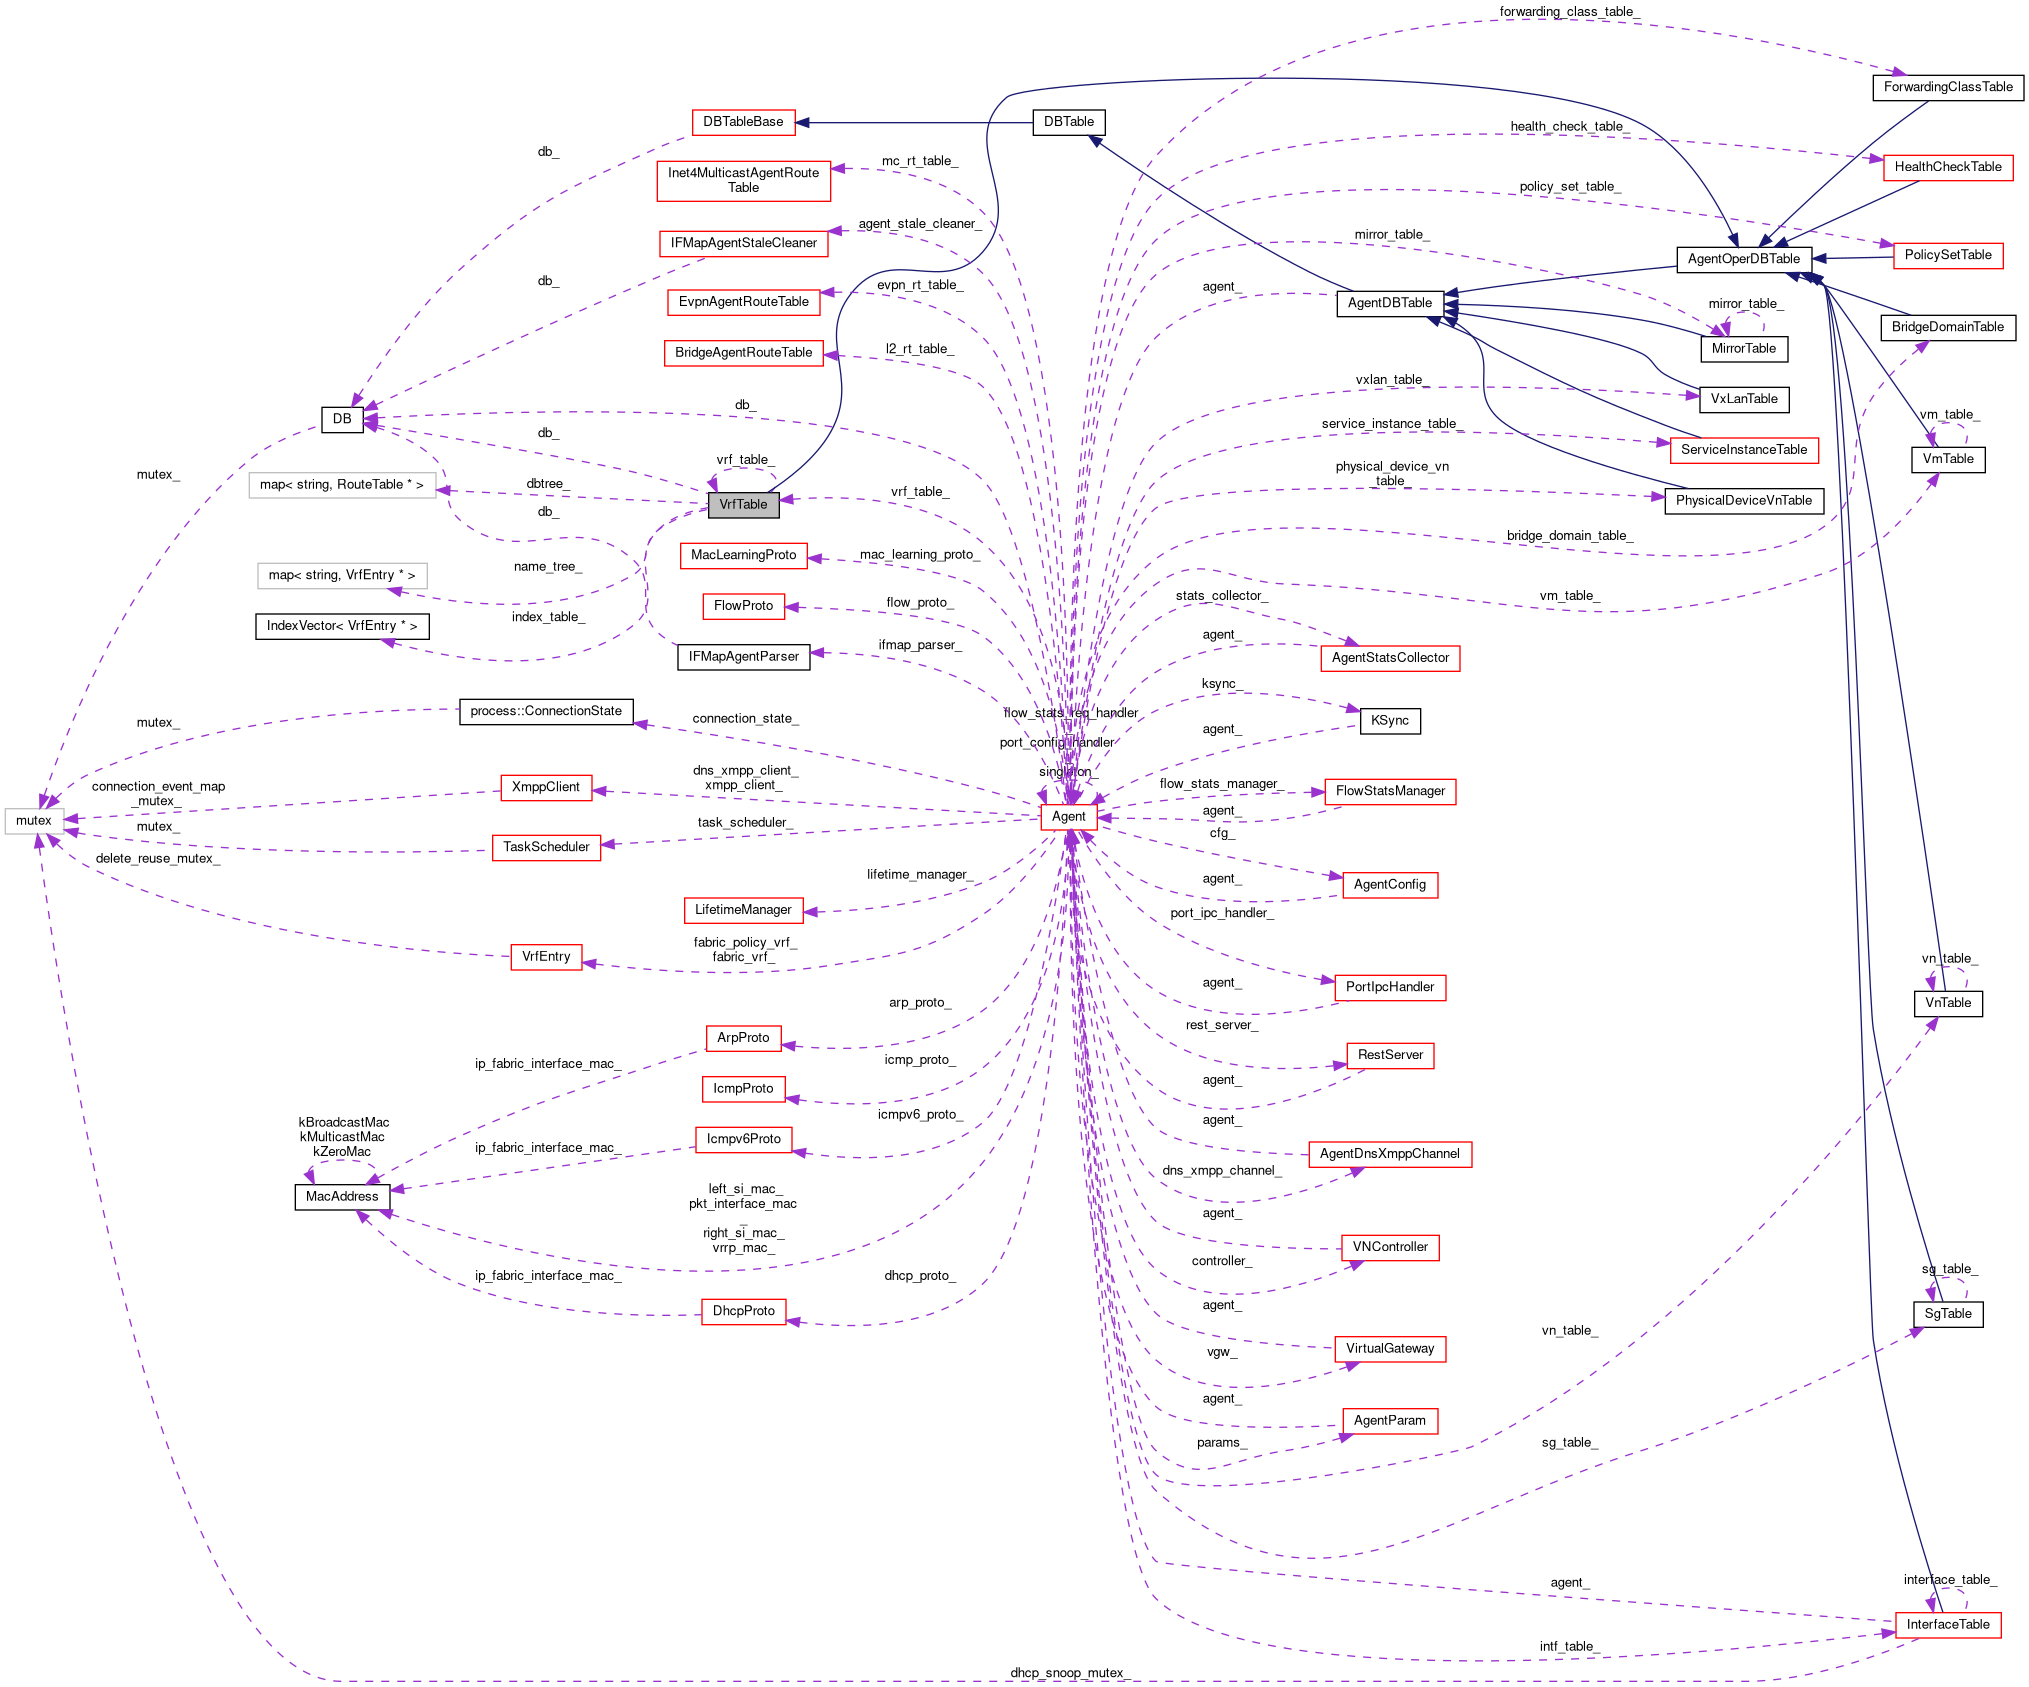 forwarding_class_table_
ForwardingClassTable
DBTableBase
DBTable
health_check_table_
db_
mc_rt_table_
HealthCheckTable
Inet4MulticastAgentRoute
Table
policy_set_table_
agent_stale_cleaner_
IFMapAgentStaleCleaner
mirror_table_
AgentOperDBTable
PolicySetTable
db_
evpn_rt_table_
agent_
EvpnAgentRouteTable
AgentDBTable
mirror_table_
BridgeDomainTable
BridgeAgentRouteTable
l2_rt_table_
MirrorTable
vxlan_table_
VxLanTable
DB
db_
vm_table_
db_
service_instance_table_
ServiceInstanceTable
VmTable
mutex_
vrf_table_
physical_device_vn
_table_
map< string, RouteTable * >
dbtree_
vrf_table_
VrfTable
PhysicalDeviceVnTable
db_
bridge_domain_table_
MacLearningProto
mac_learning_proto_
map< string, VrfEntry * >
name_tree_
stats_collector_
vm_table_
FlowProto
flow_proto_
IndexVector< VrfEntry * >
index_table_
agent_
IFMapAgentParser
ifmap_parser_
AgentStatsCollector
ksync_
process::ConnectionState
connection_state_
flow_stats_req_handler
_
KSync
mutex_
agent_
port_config_handler
_
dns_xmpp_client_
xmpp_client_
singleton_
flow_stats_manager_
FlowStatsManager
connection_event_map
_mutex_
XmppClient
mutex
Agent
agent_
mutex_
task_scheduler_
cfg_
TaskScheduler
delete_reuse_mutex_
lifetime_manager_
agent_
AgentConfig
LifetimeManager
port_ipc_handler_
fabric_policy_vrf_
fabric_vrf_
VrfEntry
vn_table_
agent_
PortIpcHandler
arp_proto_
VnTable
rest_server_
ArpProto
ip_fabric_interface_mac_
icmp_proto_
RestServer
IcmpProto
agent_
kBroadcastMac
kMulticastMac
kZeroMac
icmpv6_proto_
agent_
Icmpv6Proto
ip_fabric_interface_mac_
AgentDnsXmppChannel
dns_xmpp_channel_
MacAddress
left_si_mac_
pkt_interface_mac
_
right_si_mac_
vrrp_mac_
agent_
VNController
controller_
ip_fabric_interface_mac_
dhcp_proto_
sg_table_
DhcpProto
agent_
SgTable
vn_table_
VirtualGateway
vgw_
agent_
AgentParam
params_
sg_table_
agent_
interface_table_
InterfaceTable
intf_table_
dhcp_snoop_mutex_